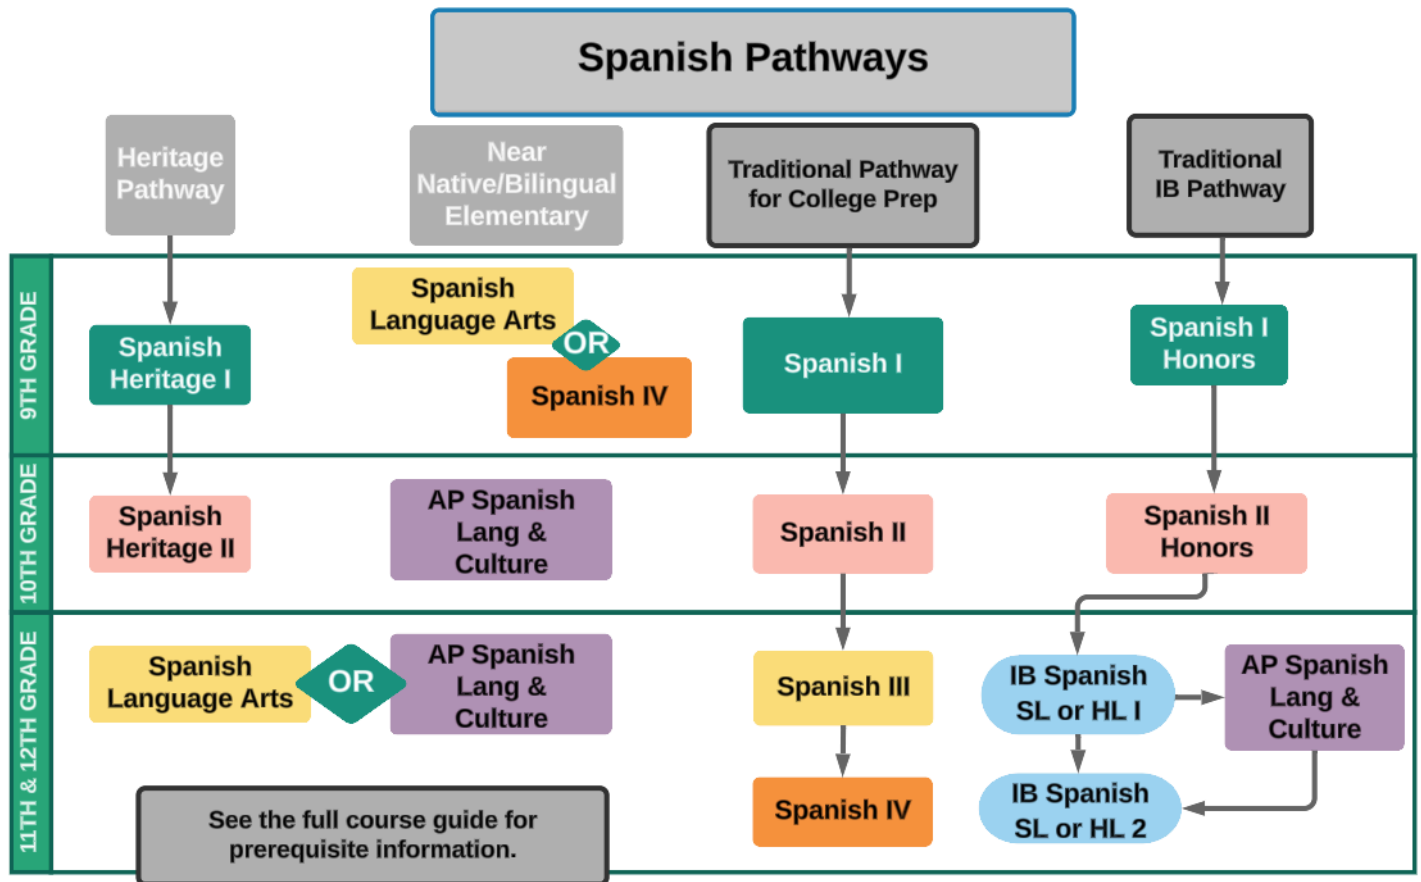 Spanish Pathways
Heritage
Pathway
Near
Native/Bilingual
Elementary
Traditional Pathway
for College Prep
Traditional
IB Pathway
9TH GRADE
Spanish
Heritage I
Spanish
Language Arts
OR
Spanish IV
Spanish I
Spanish I
Honors
10TH GRADE
Spanish
Heritage II
AP Spanish
Lang &
Culture
Spanish II
Spanish II
Honors
11TH & 12TH GRADE
Spanish
Language Arts
OR
AP Spanish
Lang &
Culture
Spanish III
Spanish IV
IB Spanish
SL or HL I
AP Spanish
Lang &
Culture
IB Spanish
SL or HL 2
See the full course guide for
prerequisite information.